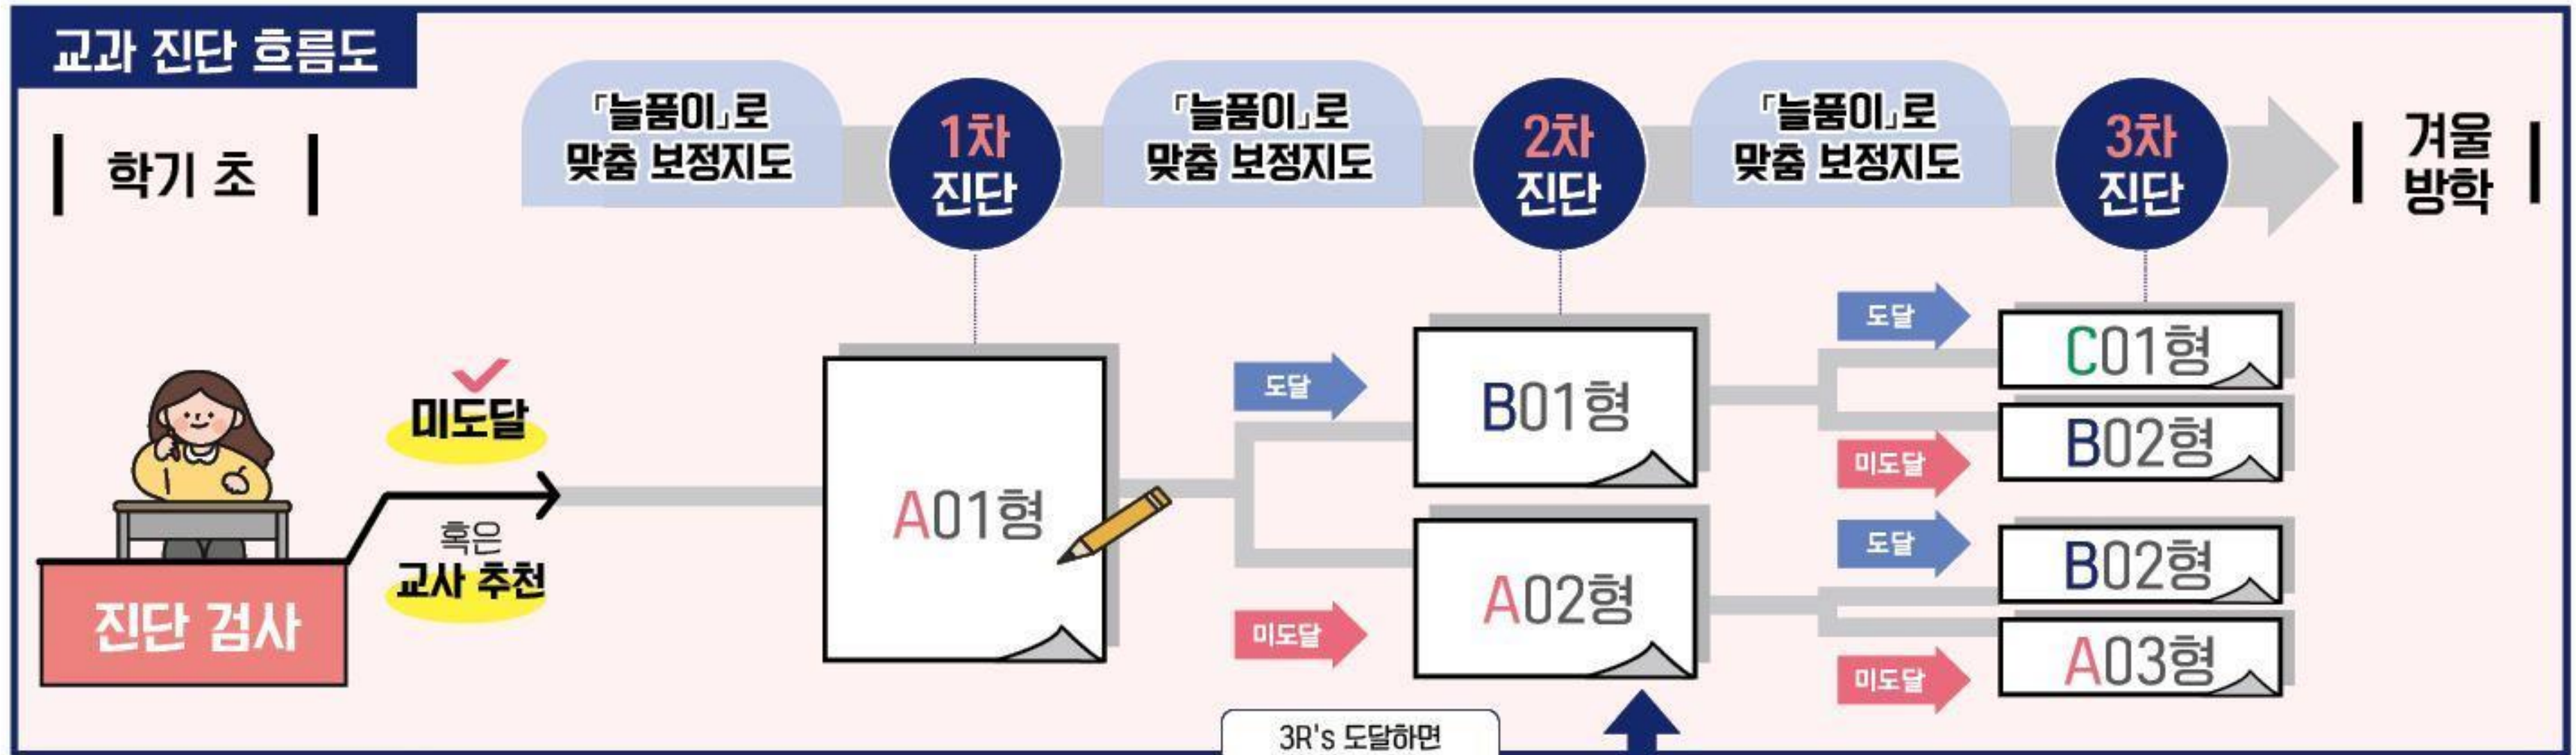 교과 진단 흐름도
학기 초
「늘품이」로
맞춤 보정지도
1차
진단
「늘품이」로
맞춤 보정지도
2차
진단
「늘품이」로
맞춤 보정지도
3차
진단
겨울
방학
진단 검사
미도달
혹은
교사 추천
A01형
도달
미도달
B01형
A02형
도달
미도달
도달
미도달
C01형
B02형
B02형
A03형
3R's 도달하면